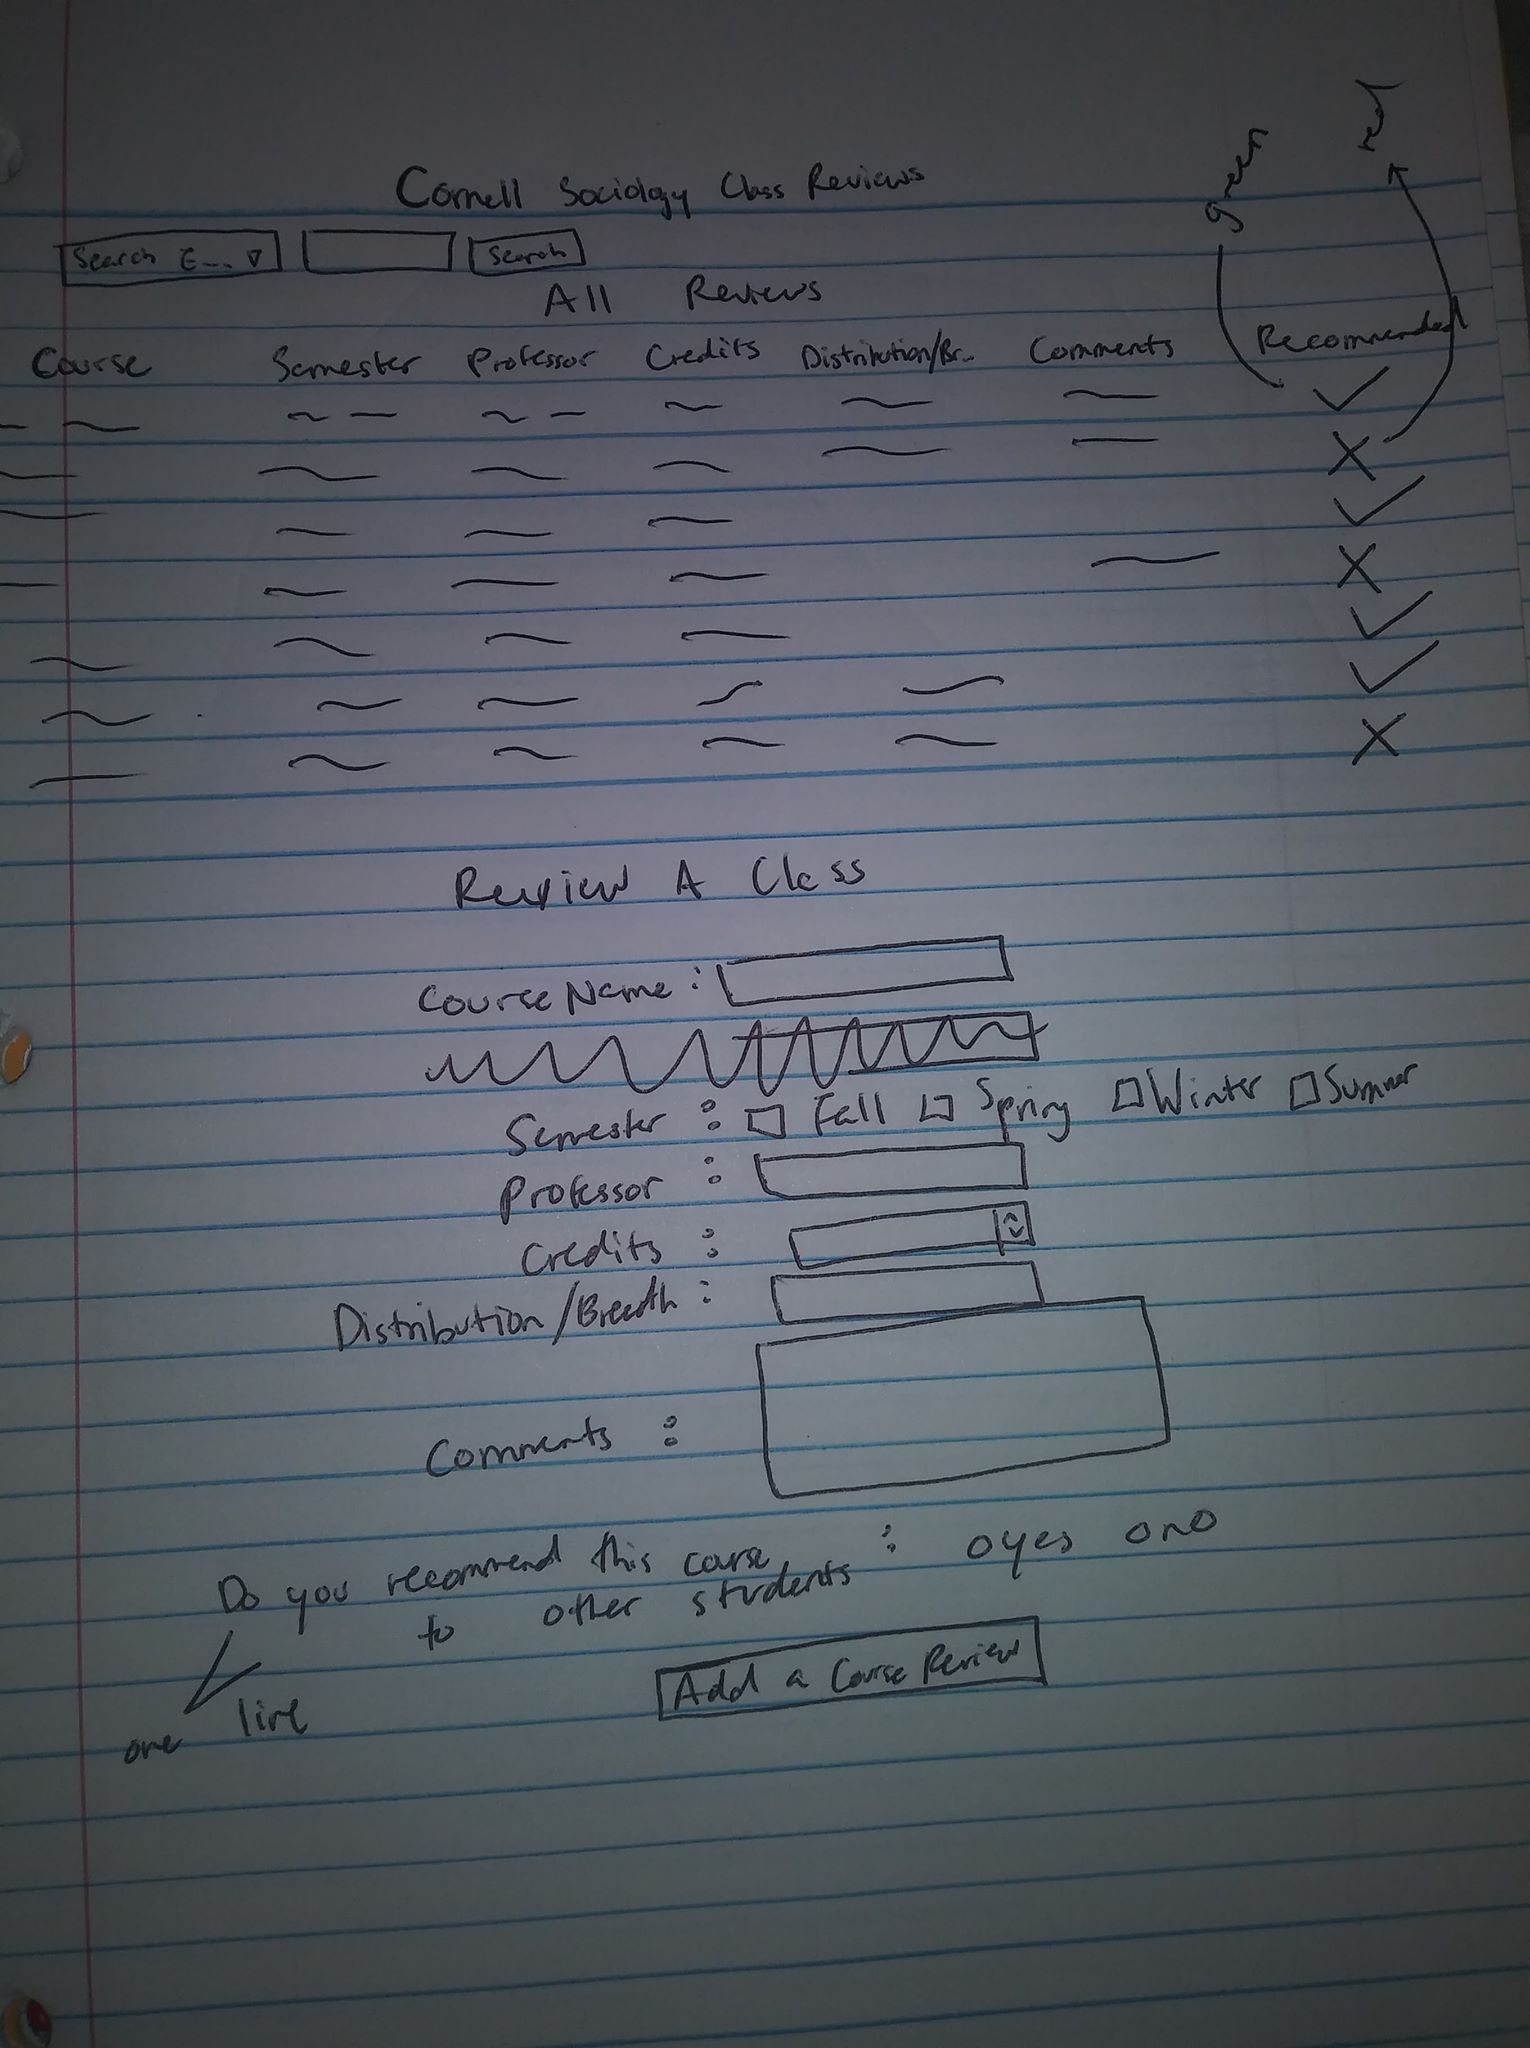 green
red
Cornell Sociology Class Reviews
Search E... Search
All Reviews
Course Semester Professor Credits Distribution/Br... Comments Recommended
Review A Class
Course Name :
Semester : Fall Spring Winter Summer
Professor :
Credits :
Distribution/Breadth :
Comments :
Do you recommend this course : yes no
to other students
one line
Add a Course Review